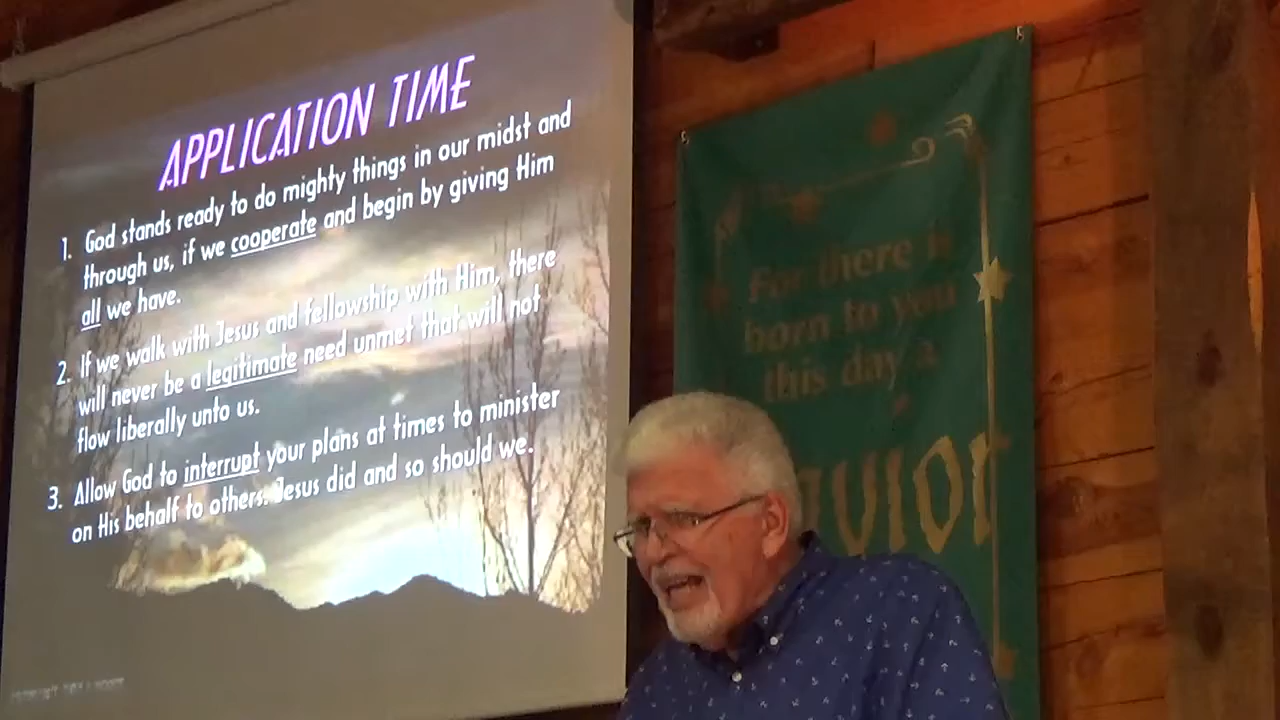 APPLICATION TIME
1. God stands ready to do mighty things in our midst and
through us, if we cooperate and begin by giving Him
all we have.
2. If we walk with Jesus and fellowship with Him, there
will never be a legitimate need unmet that will not
flow liberally unto us.
3. Allow God to interrupt your plans at times to minister
on His behalf to others. Jesus did and so should we.
For there is
born to you
this day a